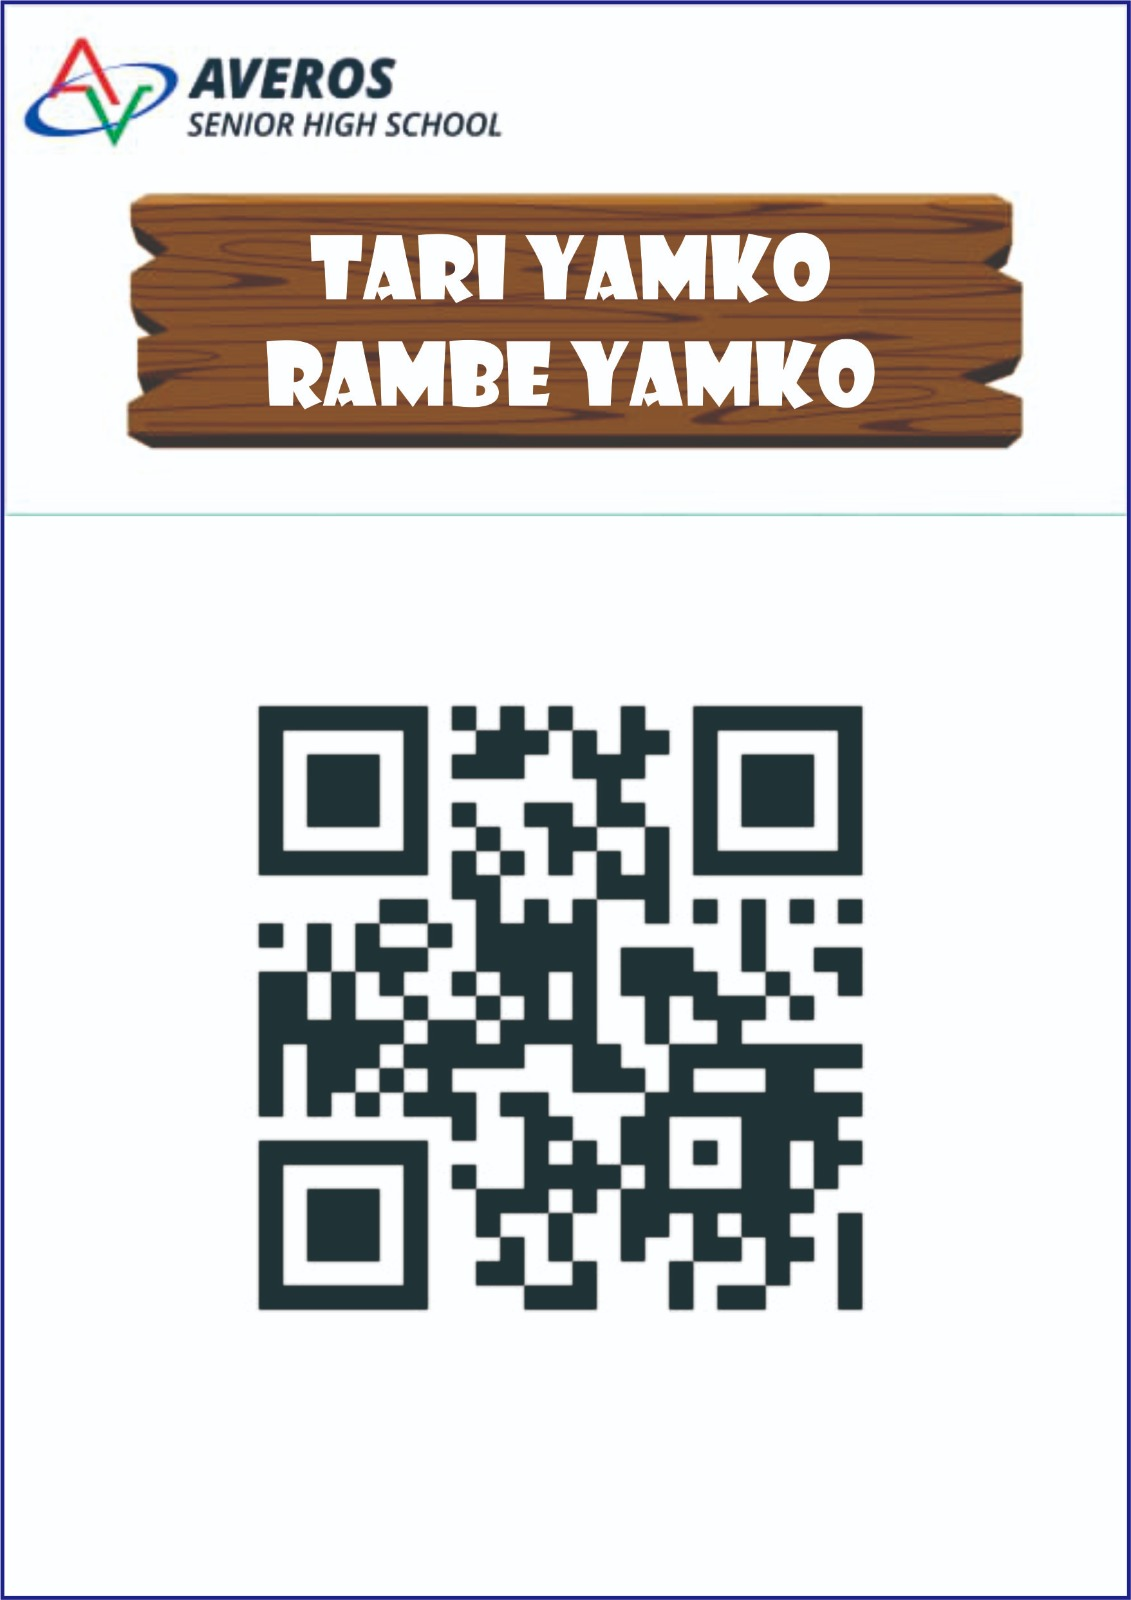 AVEROS
SENIOR HIGH SCHOOL
TARI YAMKO
RAMBE YAMKO